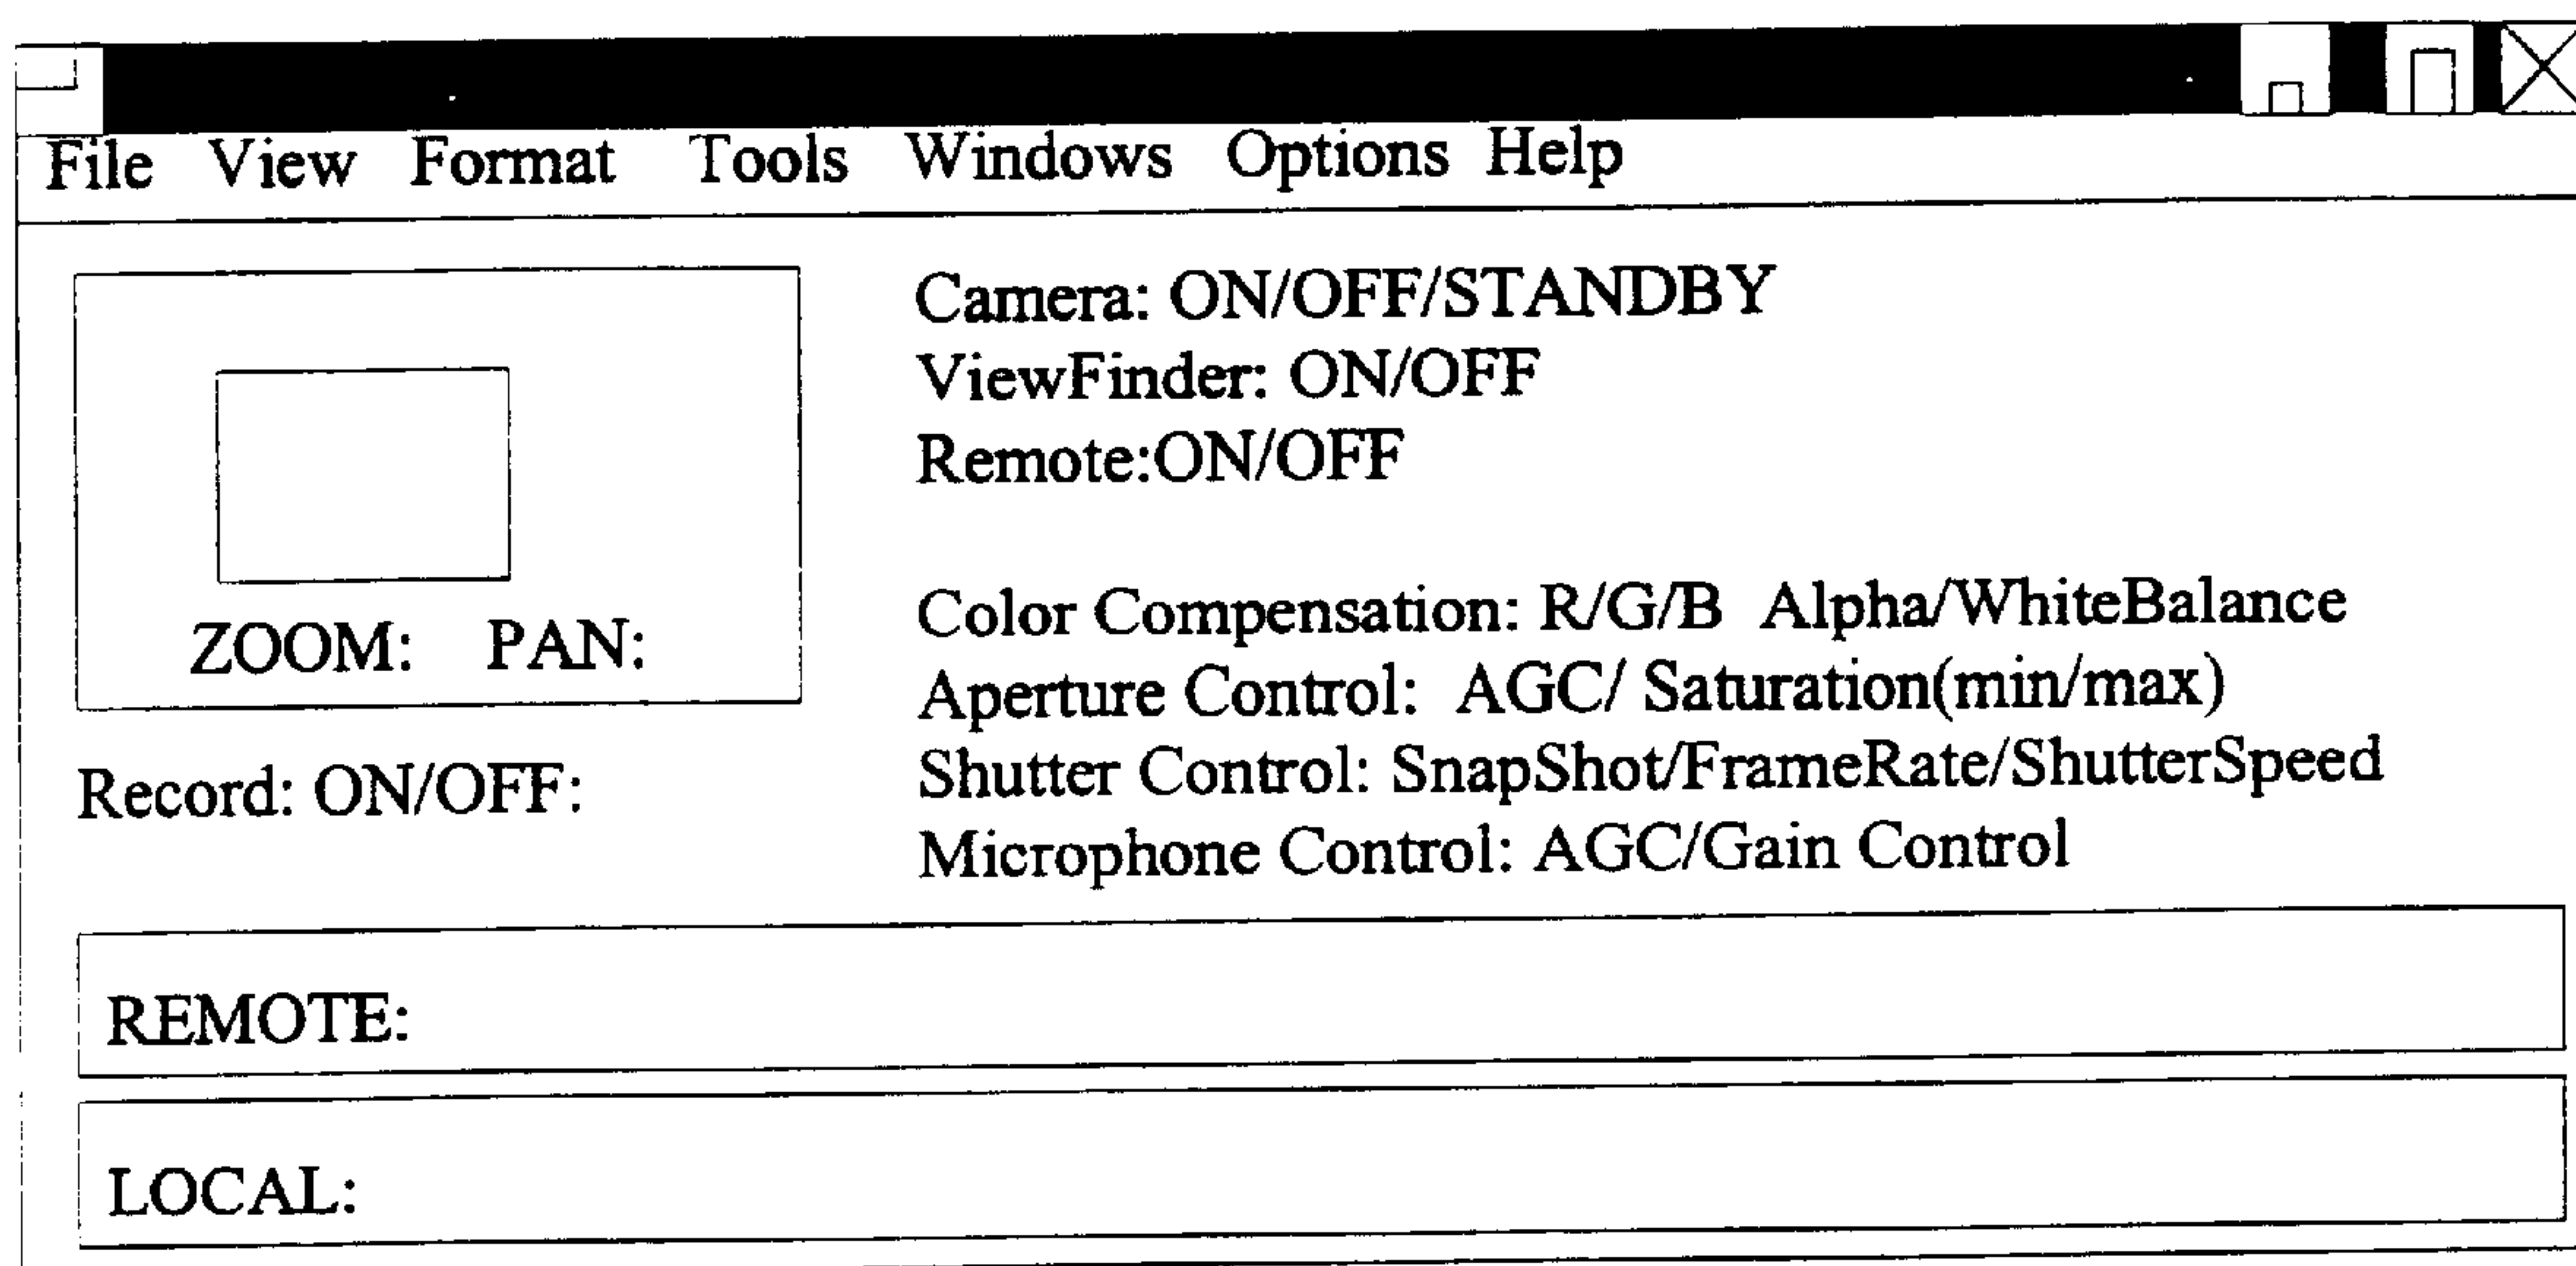 File View Format Tools Windows Options Help
Camera: ON/OFF/STANDBY
ViewFinder: ON/OFF
Remote:ON/OFF
ZOOM: PAN:
Record: ON/OFF:
Color Compensation: R/G/B Alpha/WhiteBalance
Aperture Control: AGC/ Saturation(min/max)
Shutter Control: SnapShot/FrameRate/ShutterSpeed
Microphone Control: AGC/Gain Control
REMOTE:
LOCAL: